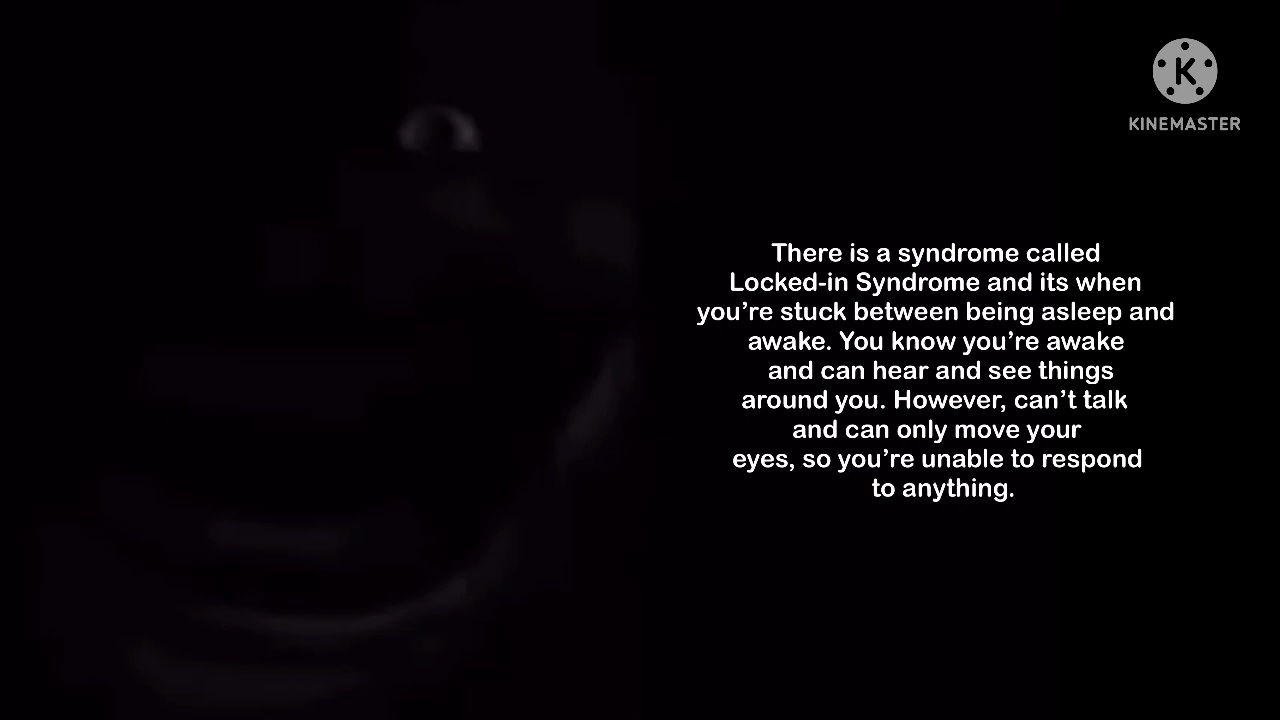 KINEMASTER
There is a syndrome called
Locked-in Syndrome and its when
you’re stuck between being asleep and
awake. You know you’re awake
and can hear and see things
around you. However, can’t talk
and can only move your
eyes, so you’re unable to respond
to anything.